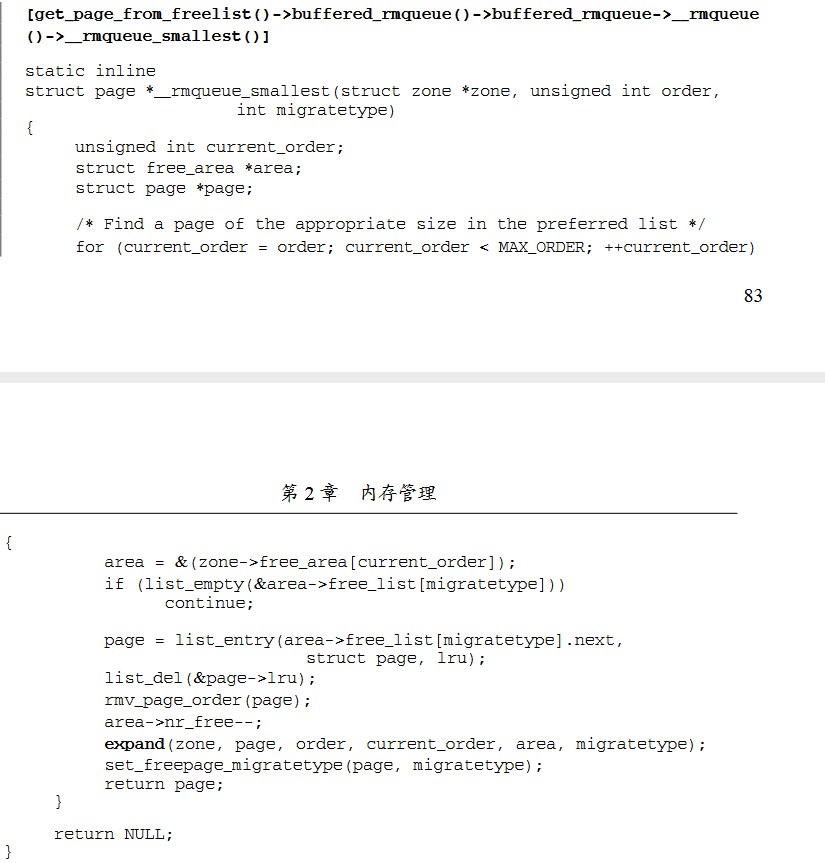 [get_page_from_freelist()->buffered_rmqueue()->buffered_rmqueue->__rmqueue
()->__rmqueue_smallest()]
static inline
struct page *__rmqueue_smallest(struct zone *zone, unsigned int order,
int migratetype)
{
unsigned int current_order;
struct free_area *area;
struct page *page;
/* Find a page of the appropriate size in the preferred list */
for (current_order = order; current_order < MAX_ORDER; ++current_order)
83
第 2 章 内存管理
{
area = &(zone->free_area[current_order]);
if (list_empty(&area->free_list[migratetype]))
continue;
page = list_entry(area->free_list[migratetype].next,
struct page, lru);
list_del(&page->lru);
rmv_page_order(page);
area->nr_free--;
expand(zone, page, order, current_order, area, migratetype);
set_freepage_migratetype(page, migratetype);
return page;
}
return NULL;
}